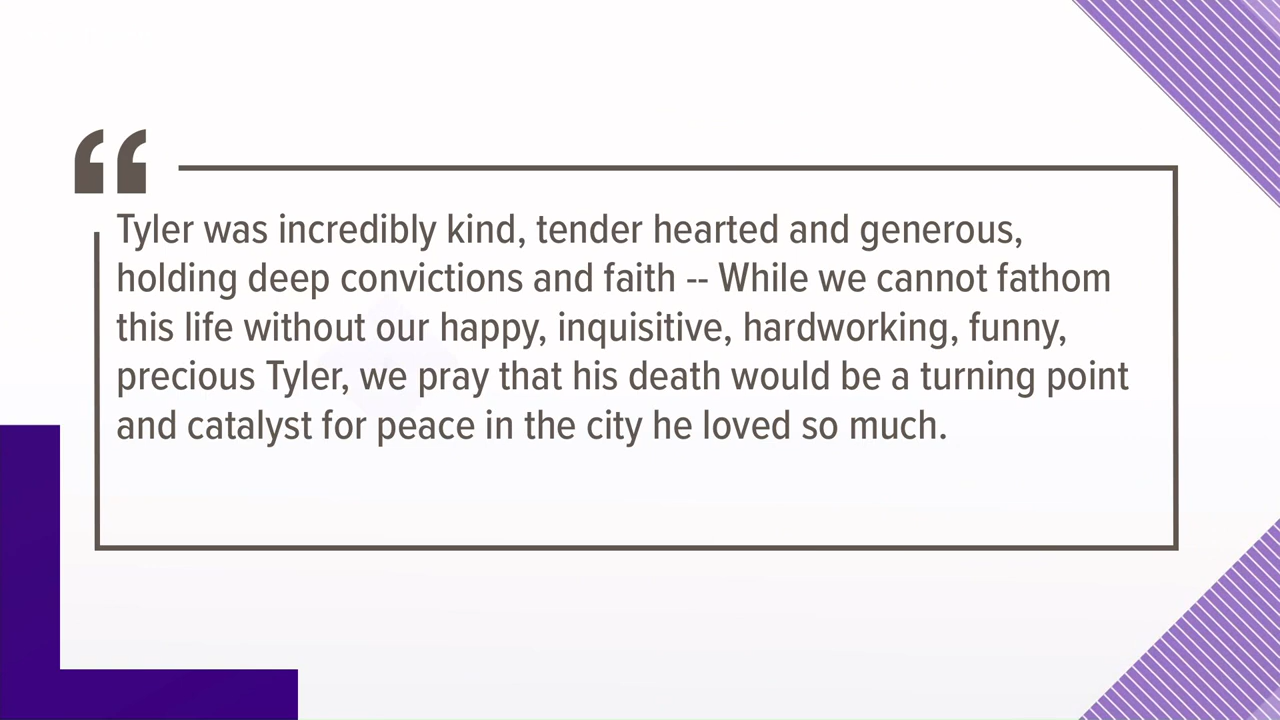 “
Tyler was incredibly kind, tender hearted and generous,
holding deep convictions and faith -- While we cannot fathom
this life without our happy, inquisitive, hardworking, funny,
precious Tyler, we pray that his death would be a turning point
and catalyst for peace in the city he loved so much.